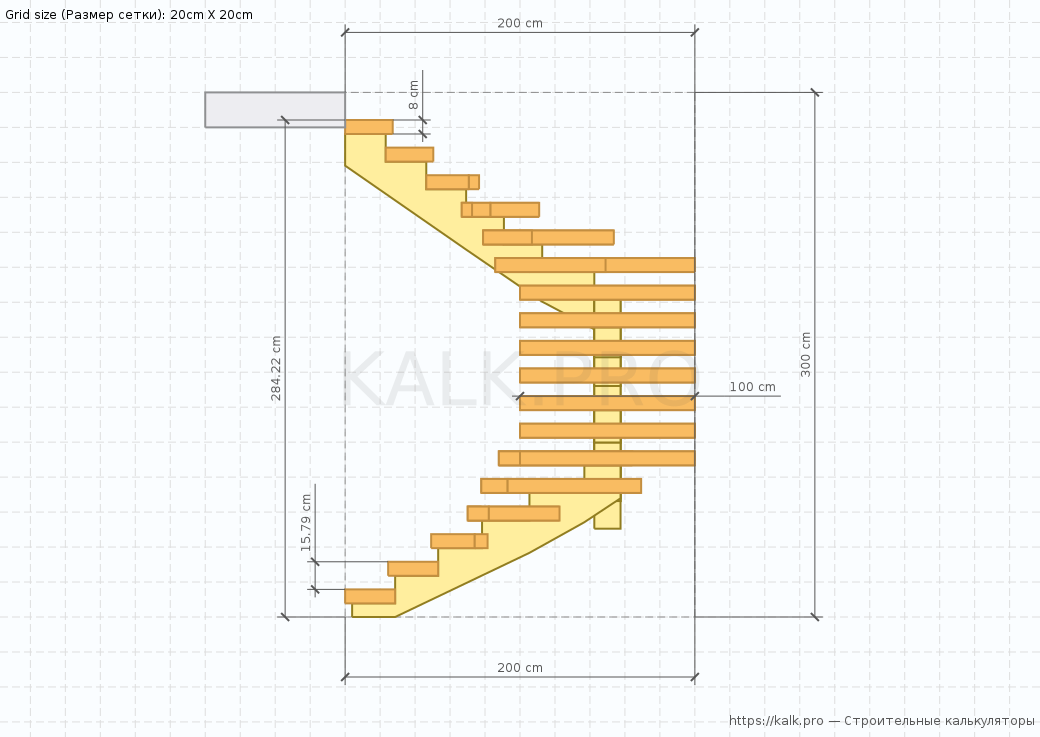 Grid size (Размер сетки): 20cm X 20cm
200 cm
8 cm
284.22 cm
300 cm
KALK.PRO
100 cm
15.79 cm
200 cm
https://kalk.pro — Строительные калькуляторы